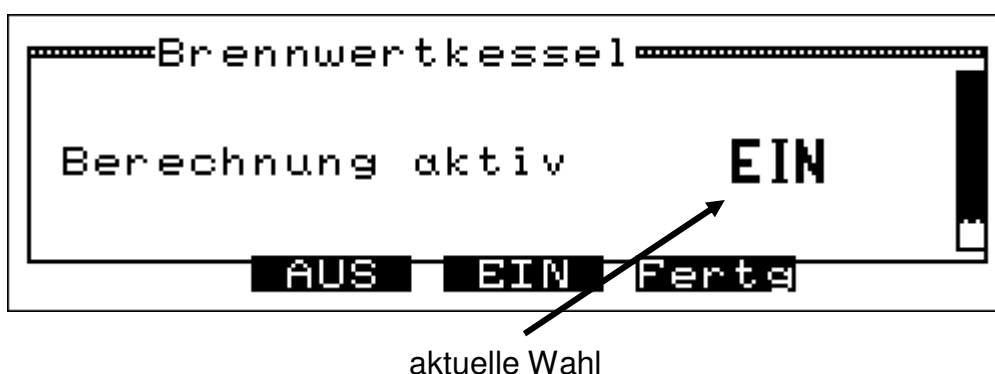 Brennwertkessel
Berechnung aktiv EIN
AUS EIN Fertg
aktuelle Wahl